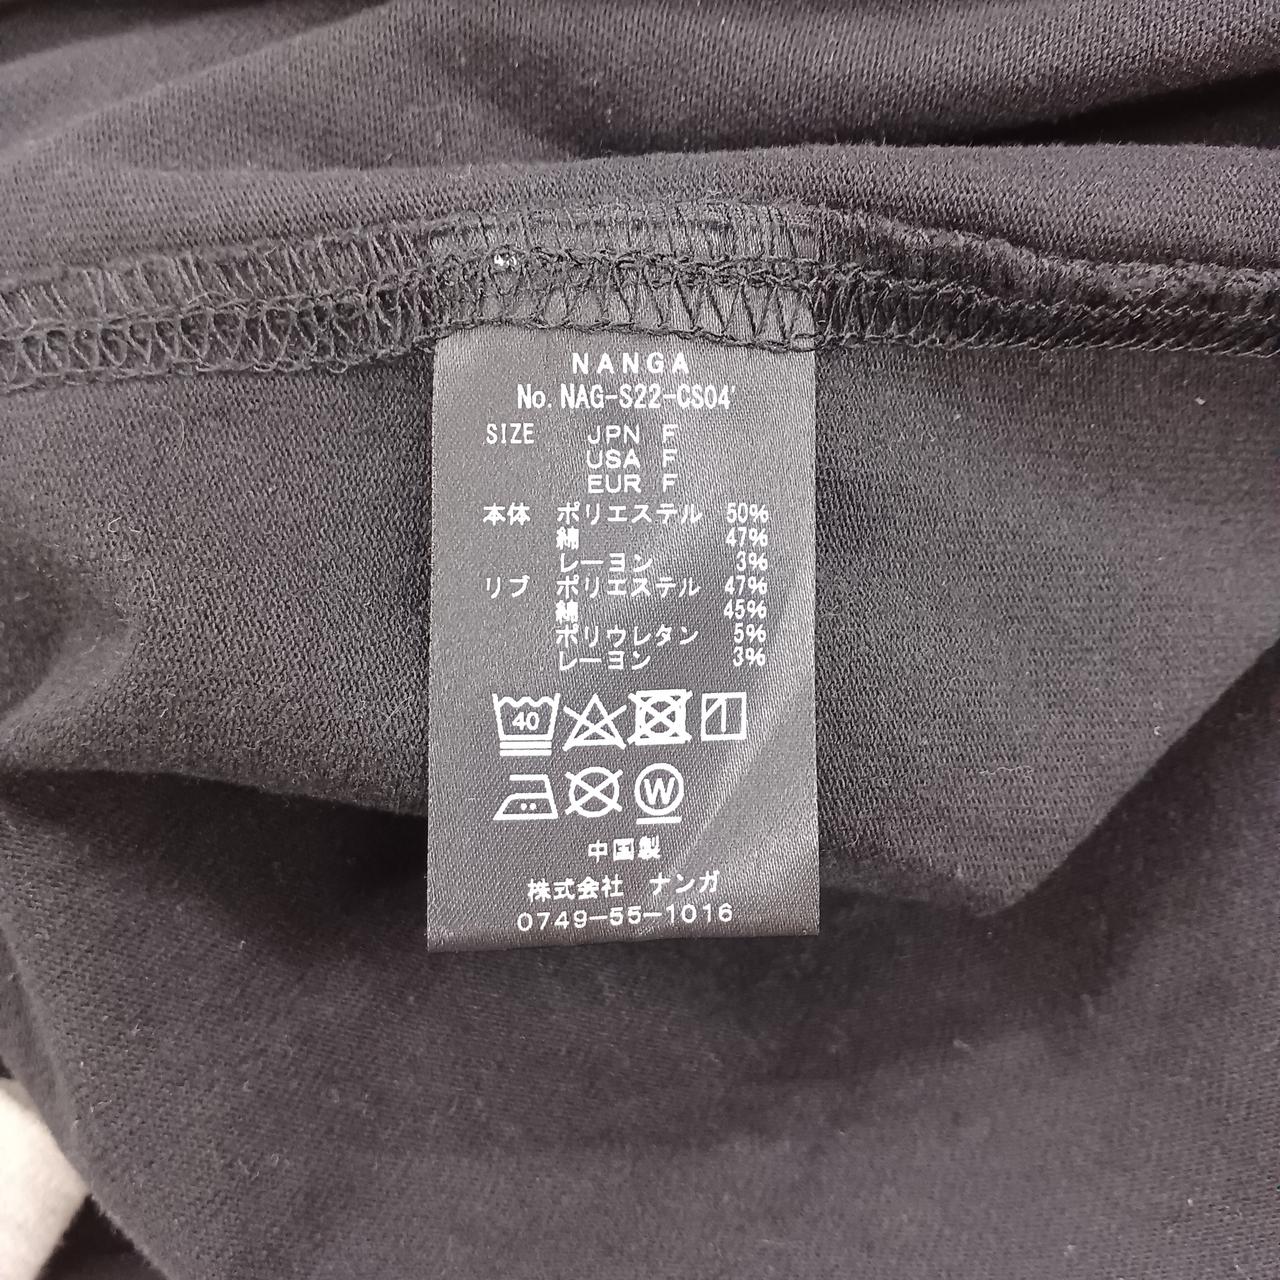 NANGA
No. NAG-S22-CS04'
SIZE JPN F
USA F
EUR F
本体 ポリエステル 50%
綿 47%
レーヨン 3%
リブ ポリエステル 47%
綿 45%
ポリウレタン 5%
レーヨン 3%
40
W
中国製
株式会社 ナンガ
0749-55-1016